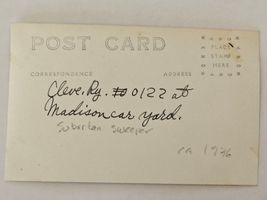 POST CARD
PLACE
STAMP
HERE
CORRESPONDENCE ADDRESS
Cleve. Ry. #0122 at
Madison car. yard.
Suburban Sweeper
ca 1936